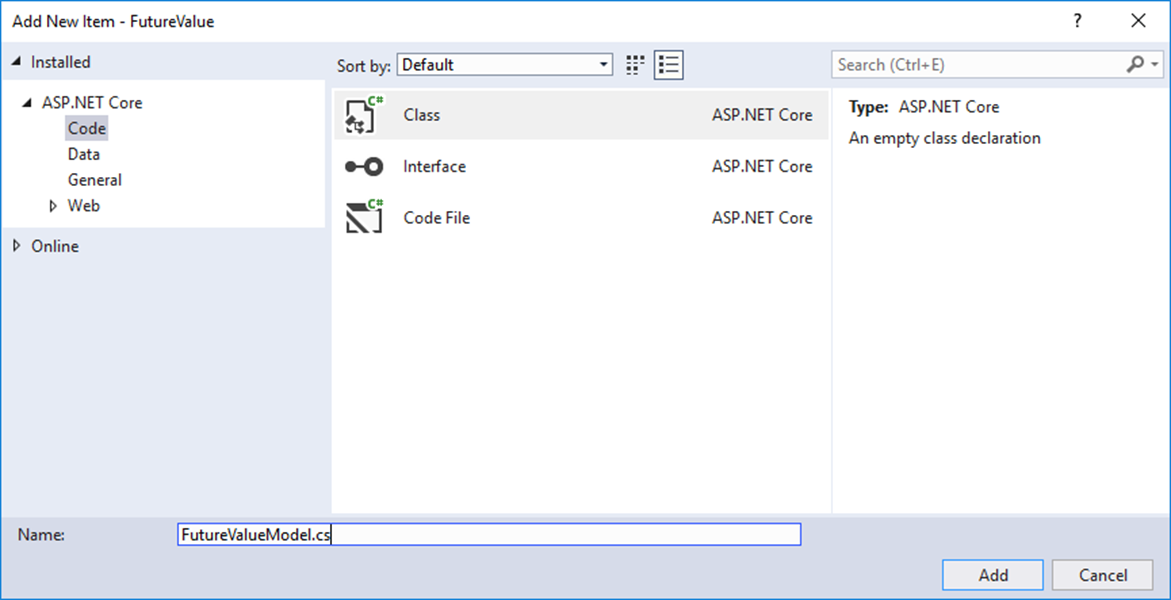 Add New Item - FutureValue
?
Installed
ASP.NET Core
Code
Data
General
Web
Online
Sort by: Default
C# Class ASP.NET Core
Interface ASP.NET Core
C# Code File ASP.NET Core
Search (Ctrl+E)
Type: ASP.NET Core
An empty class declaration
Name: FutureValueModel.cs
Add Cancel